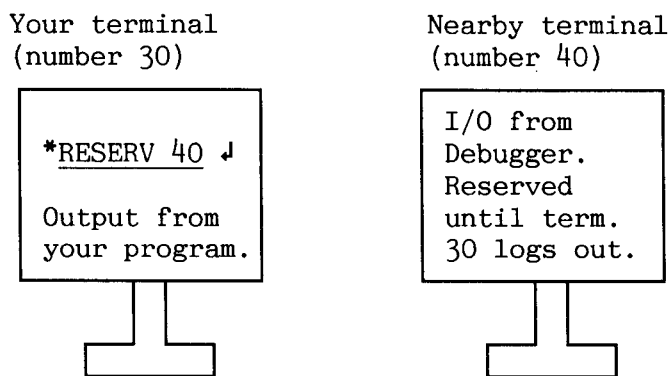 Your terminal
(number 30)
*RESERV 40 ↲
Output from
your program.
Nearby terminal
(number 40)
I/O from
Debugger.
Reserved
until term.
30 logs out.